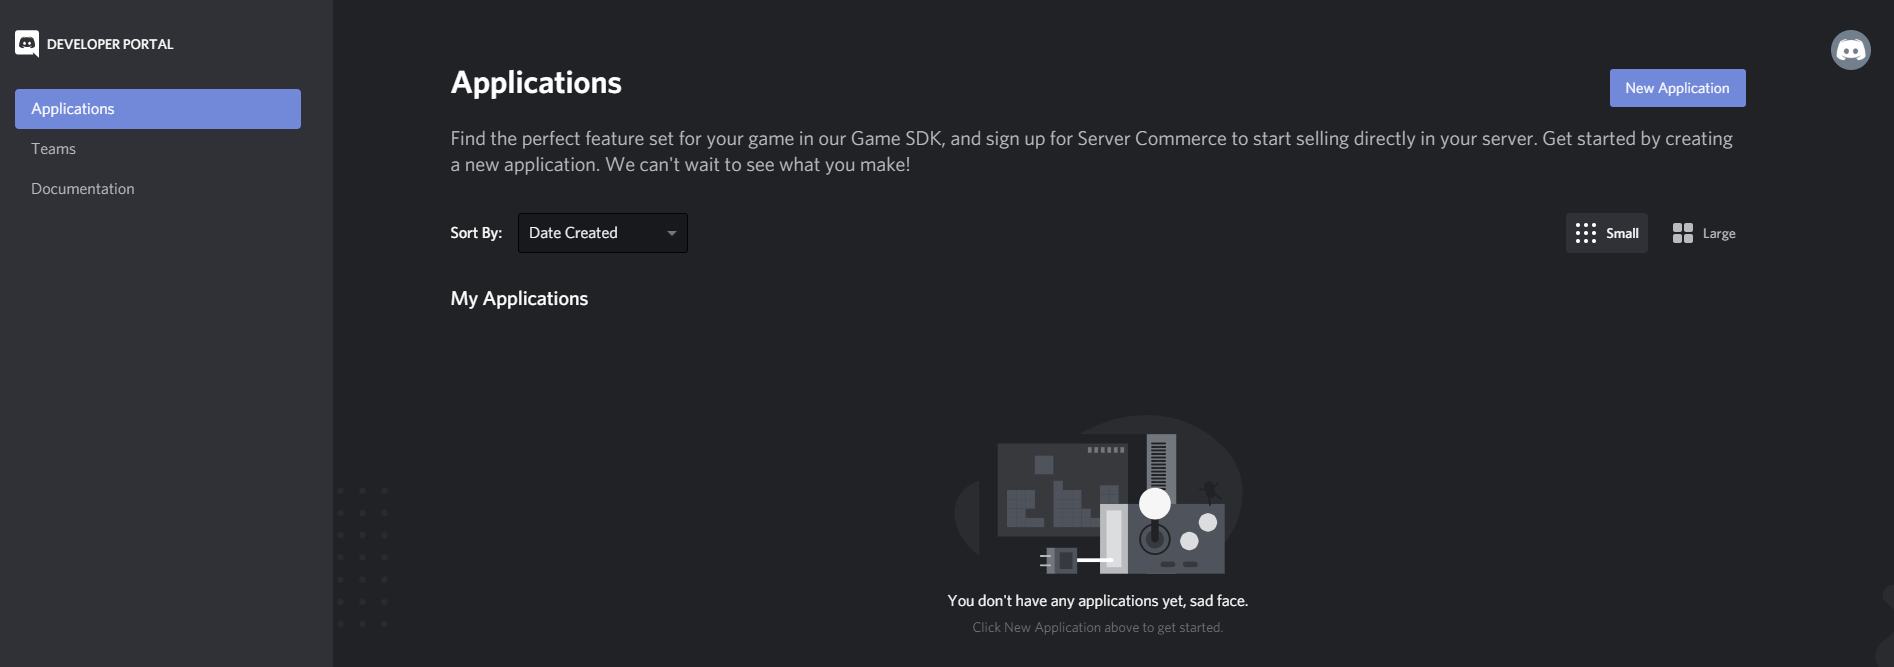 DEVELOPER PORTAL
Applications
Teams
Documentation
Applications
New Application
Find the perfect feature set for your game in our Game SDK, and sign up for Server Commerce to start selling directly in your server. Get started by creating
a new application. We can't wait to see what you make!
Sort By: Date Created
Small Large
My Applications
You don't have any applications yet, sad face.
Click New Application above to get started.